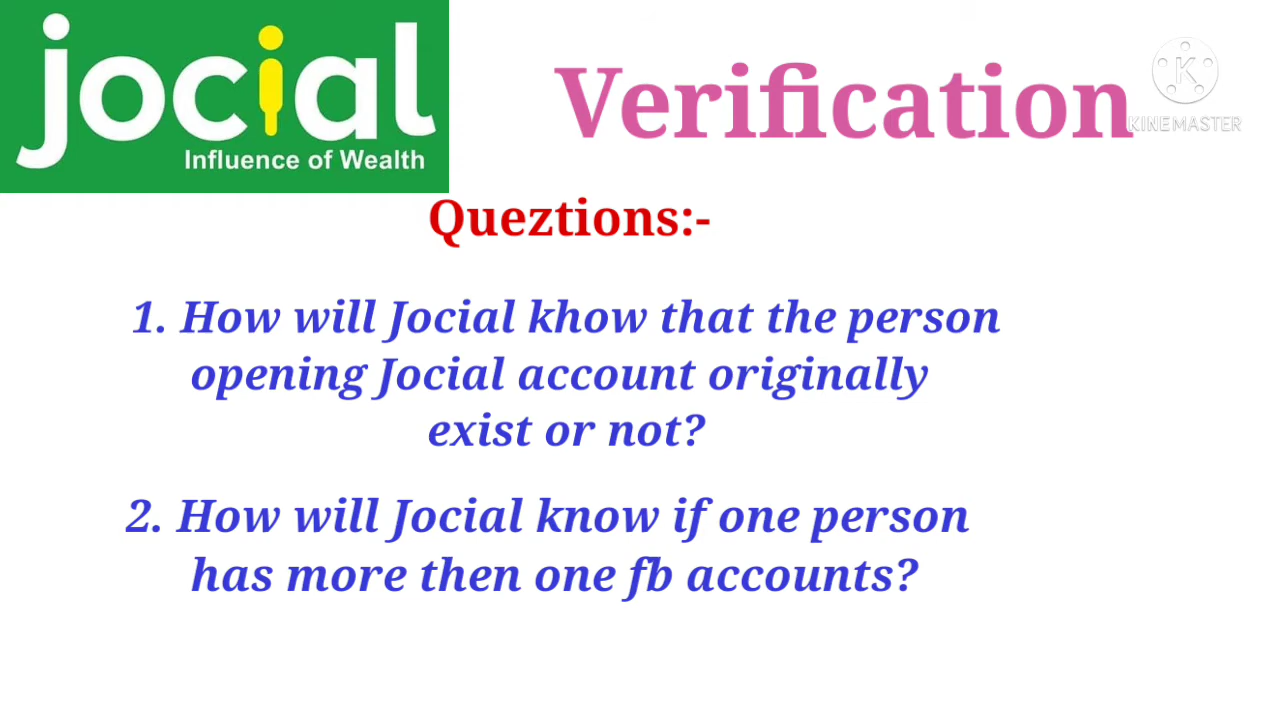 jocial
Influence of Wealth
Verification
KINEMASTER
Queztions:-
1. How will Jocial khow that the person
opening Jocial account originally
exist or not?
2. How will Jocial know if one person
has more then one fb accounts?